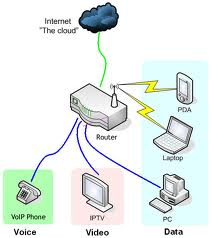 Internet
"The cloud"
PDA
Router
Laptop
VoIP Phone
IPTV
PC
Voice
Video
Data